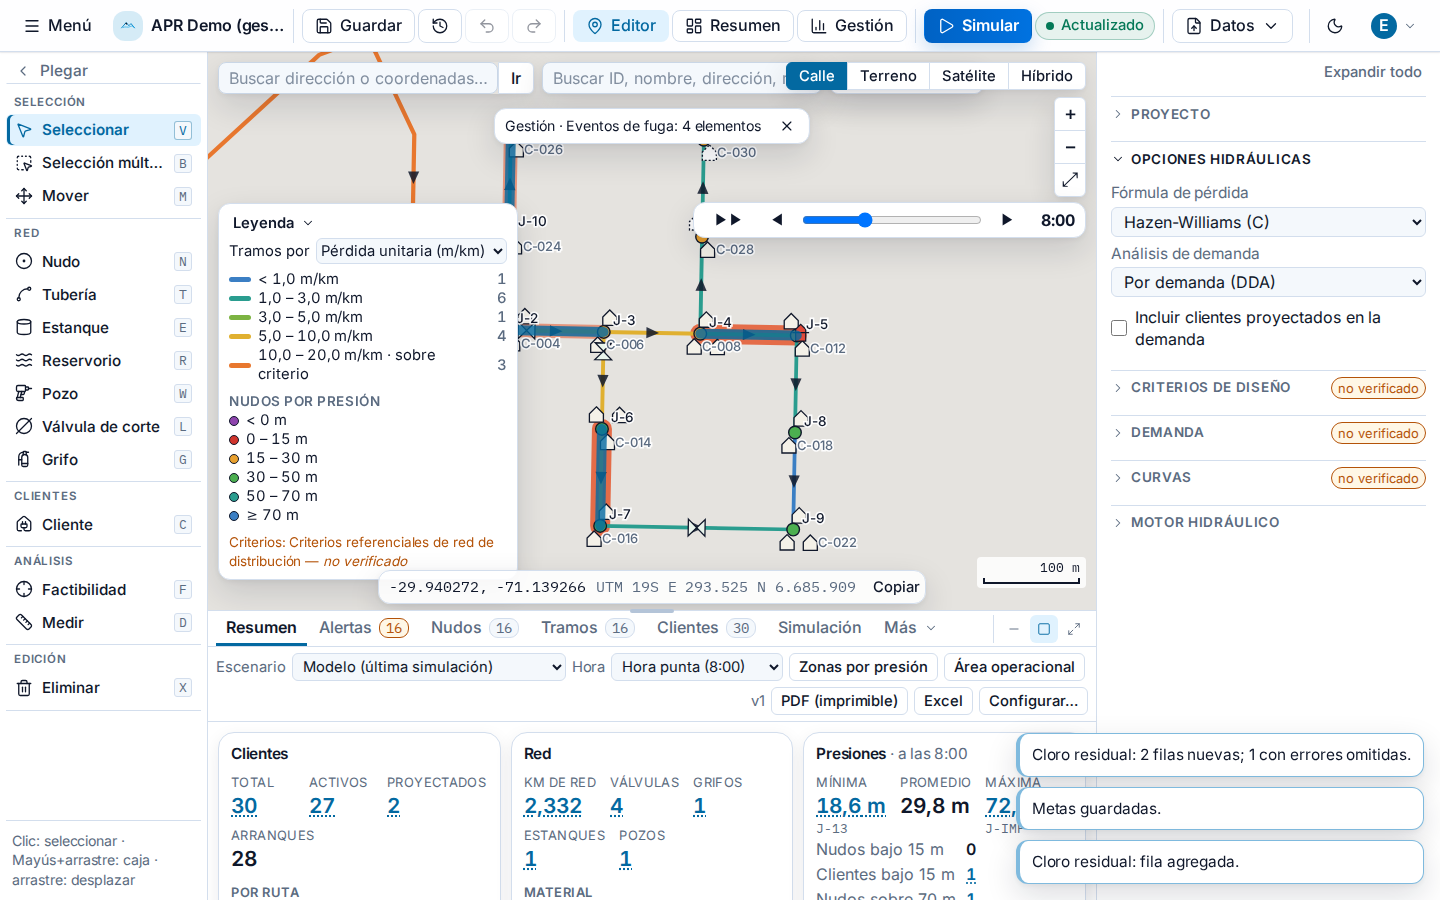 Menú
APR Demo (ges...
Guardar
Editor
Resumen
Gestión
Simular
Actualizado
Datos
E
Plegar
SELECCIÓN
Seleccionar V
Selección múlt... B
Mover M
RED
Nudo N
Tubería T
Estanque E
Reservorio R
Pozo W
Válvula de corte L
Grifo G
CLIENTES
Cliente C
ANÁLISIS
Factibilidad F
Medir D
EDICIÓN
Eliminar X
Clic: seleccionar ·
Mayús+arrastre: caja ·
arrastre: desplazar
Buscar dirección o coordenadas...
Ir
Buscar ID, nombre, dirección,
Calle
Terreno
Satélite
Híbrido
+
−
Gestión · Eventos de fuga: 4 elementos
8:00
C-026
C-030
J-10
C-024
C-028
J-2
C-004
J-3
C-006
J-4
C-008
J-5
C-012
J-6
C-014
J-8
C-018
J-7
C-016
J-9
C-022
Leyenda
Tramos por Pérdida unitaria (m/km)
< 1,0 m/km 1
1,0 – 3,0 m/km 6
3,0 – 5,0 m/km 1
5,0 – 10,0 m/km 4
10,0 – 20,0 m/km · sobre
criterio 3
NUDOS POR PRESIÓN
< 0 m
0 – 15 m
15 – 30 m
30 – 50 m
50 – 70 m
≥ 70 m
Criterios: Criterios referenciales de red de
distribución — no verificado
-29.940272, -71.139266 UTM 19S E 293.525 N 6.685.909 Copiar
100 m
Resumen
Alertas 16
Nudos 16
Tramos 16
Clientes 30
Simulación
Más
Escenario Modelo (última simulación)
Hora Hora punta (8:00)
Zonas por presión
Área operacional
v1
PDF (imprimible)
Excel
Configurar...
Clientes
TOTAL ACTIVOS PROYECTADOS
30 27 2
ARRANQUES
28
POR RUTA
Red
KM DE RED VÁLVULAS GRIFOS
2,332 4 1
ESTANQUES POZOS
1 1
MATERIAL
Presiones · a las 8:00
MÍNIMA PROMEDIO MÁXIMA
18,6 m 29,8 m 72,
J-13 J-IMP
Nudos bajo 15 m 0
Clientes bajo 15 m 1
Nudos sobre 70 m 1
Expandir todo
PROYECTO
OPCIONES HIDRÁULICAS
Fórmula de pérdida
Hazen-Williams (C)
Análisis de demanda
Por demanda (DDA)
Incluir clientes proyectados en la
demanda
CRITERIOS DE DISEÑO no verificado
DEMANDA no verificado
CURVAS no verificado
MOTOR HIDRÁULICO
Cloro residual: 2 filas nuevas; 1 con errores omitidas.
Metas guardadas.
Cloro residual: fila agregada.